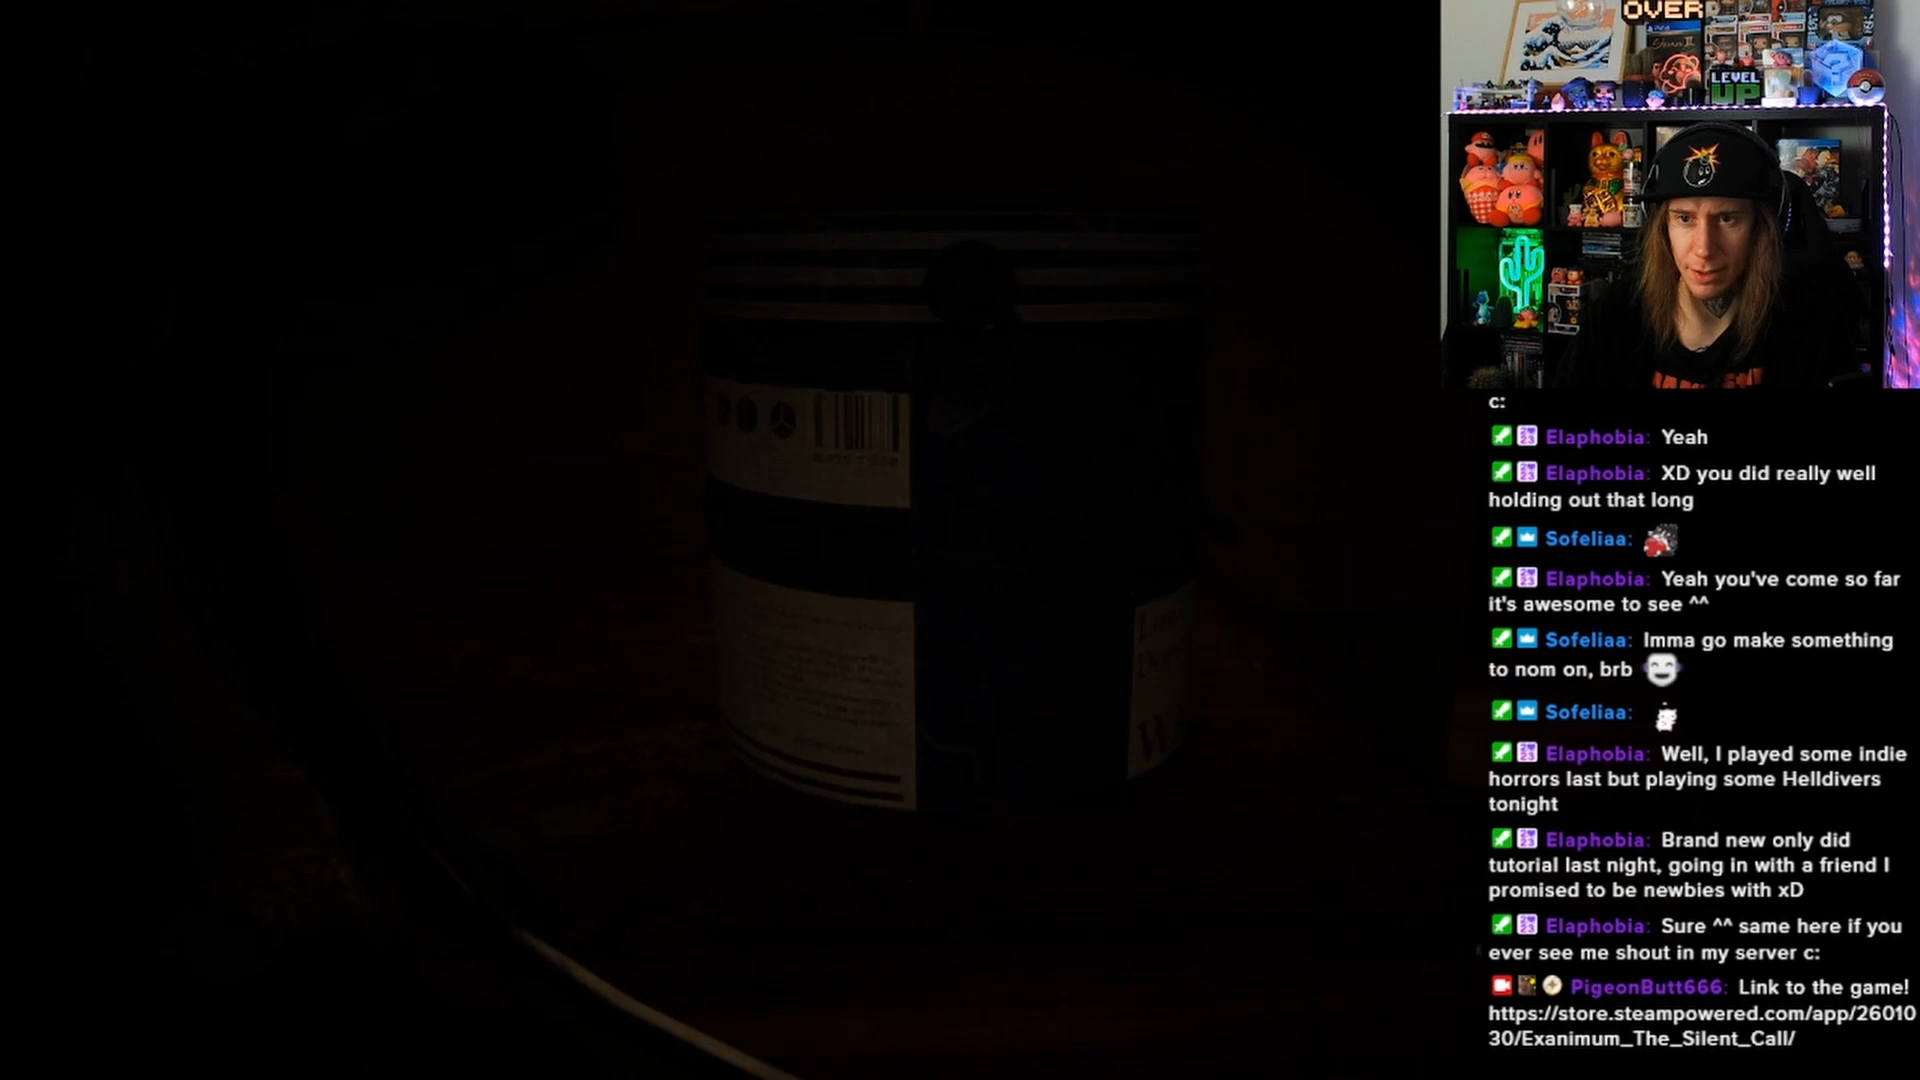 OVER
LEVEL
UP
c:
Elaphobia: Yeah
Elaphobia: XD you did really well
holding out that long
Sofeliaa:
Elaphobia: Yeah you've come so far
it's awesome to see ^^
Sofeliaa: Imma go make something
to nom on, brb
Sofeliaa:
Elaphobia: Well, I played some indie
horrors last but playing some Helldivers
tonight
Elaphobia: Brand new only did
tutorial last night, going in with a friend I
promised to be newbies with xD
Elaphobia: Sure ^^ same here if you
ever see me shout in my server c:
PigeonButt666: Link to the game!
https://store.steampowered.com/app/26010
30/Exanimum_The_Silent_Call/